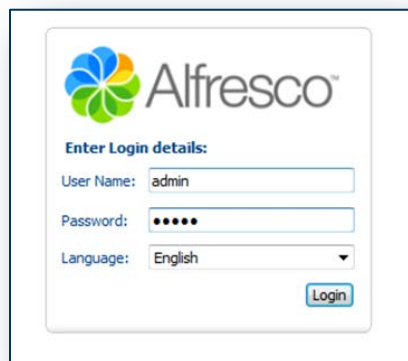 Alfresco™
Enter Login details:
User Name: admin
Password: •••••
Language: English
Login